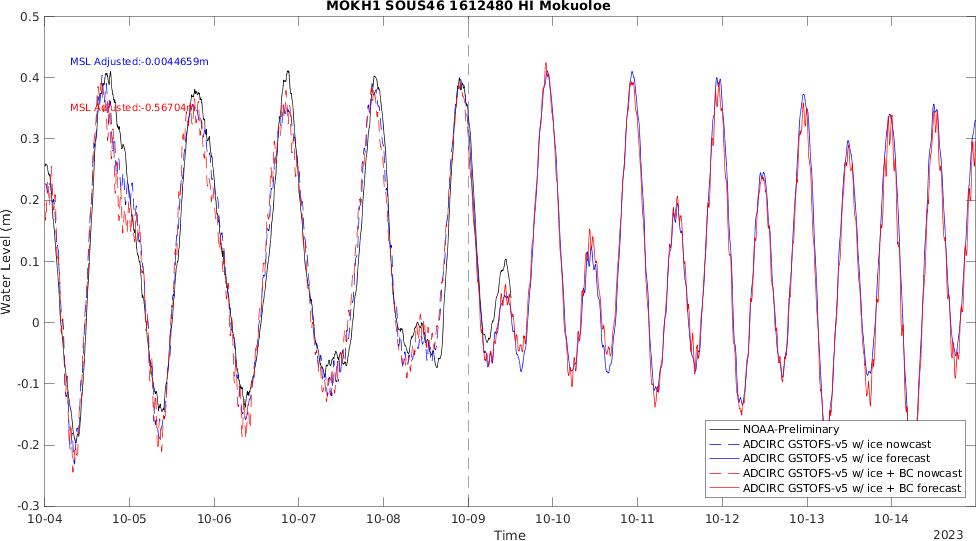 MOKH1 SOUS46 1612480 HI Mokuoloe
0.5
MSL Adjusted:-0.0044659m
0.4
MSL Adjusted:-0.56704m
0.3
0.2
0.1
Water Level (m)
0
-0.1
-0.2
-0.3
NOAA-Preliminary
ADCIRC GSTOFS-v5 w/ ice nowcast
ADCIRC GSTOFS-v5 w/ ice forecast
ADCIRC GSTOFS-v5 w/ ice + BC nowcast
ADCIRC GSTOFS-v5 w/ ice + BC forecast
10-04 10-05 10-06 10-07 10-08 10-09 10-10 10-11 10-12 10-13 10-14
Time
2023